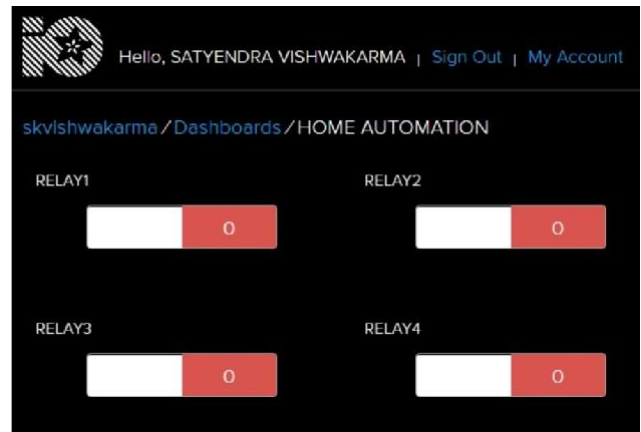 IO
Hello, SATYENDRA VISHWAKARMA | Sign Out | My Account
skvishwakarma/Dashboards/HOME AUTOMATION
RELAY1 RELAY2
0 0
RELAY3 RELAY4
0 0